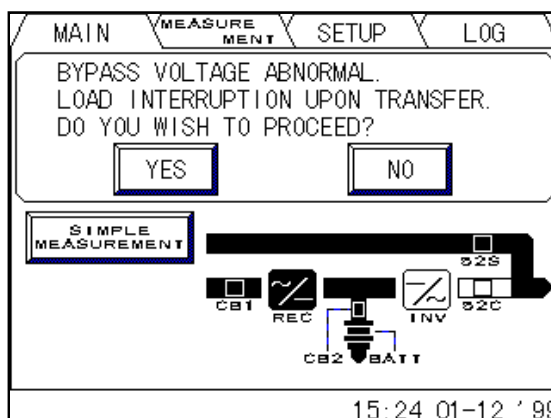 MAIN
MEASURE
MENT
SETUP
LOG
BYPASS VOLTAGE ABNORMAL.
LOAD INTERRUPTION UPON TRANSFER.
DO YOU WISH TO PROCEED?
YES
NO
SIMPLE
MEASUREMENT
52S
CB1
REC
INV
52C
CB2
BATT
15:24 01-12 '99